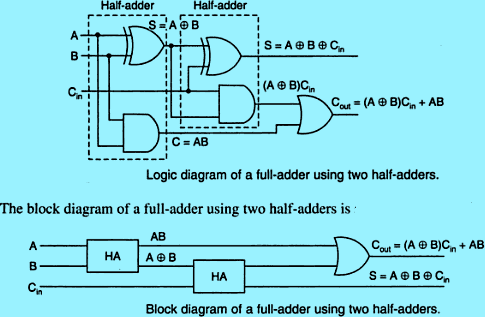 Half-adder
Half-adder
S = A ⊕ B
A
B
S = A ⊕ B ⊕ Cin
(A ⊕ B)Cin
Cin
Cout = (A ⊕ B)Cin + AB
C = AB
Logic diagram of a full-adder using two half-adders.
The block diagram of a full-adder using two half-adders is
A
AB
Cout = (A ⊕ B)Cin + AB
B
HA
A ⊕ B
HA
S = A ⊕ B ⊕ Cin
Cin
Block diagram of a full-adder using two half-adders.